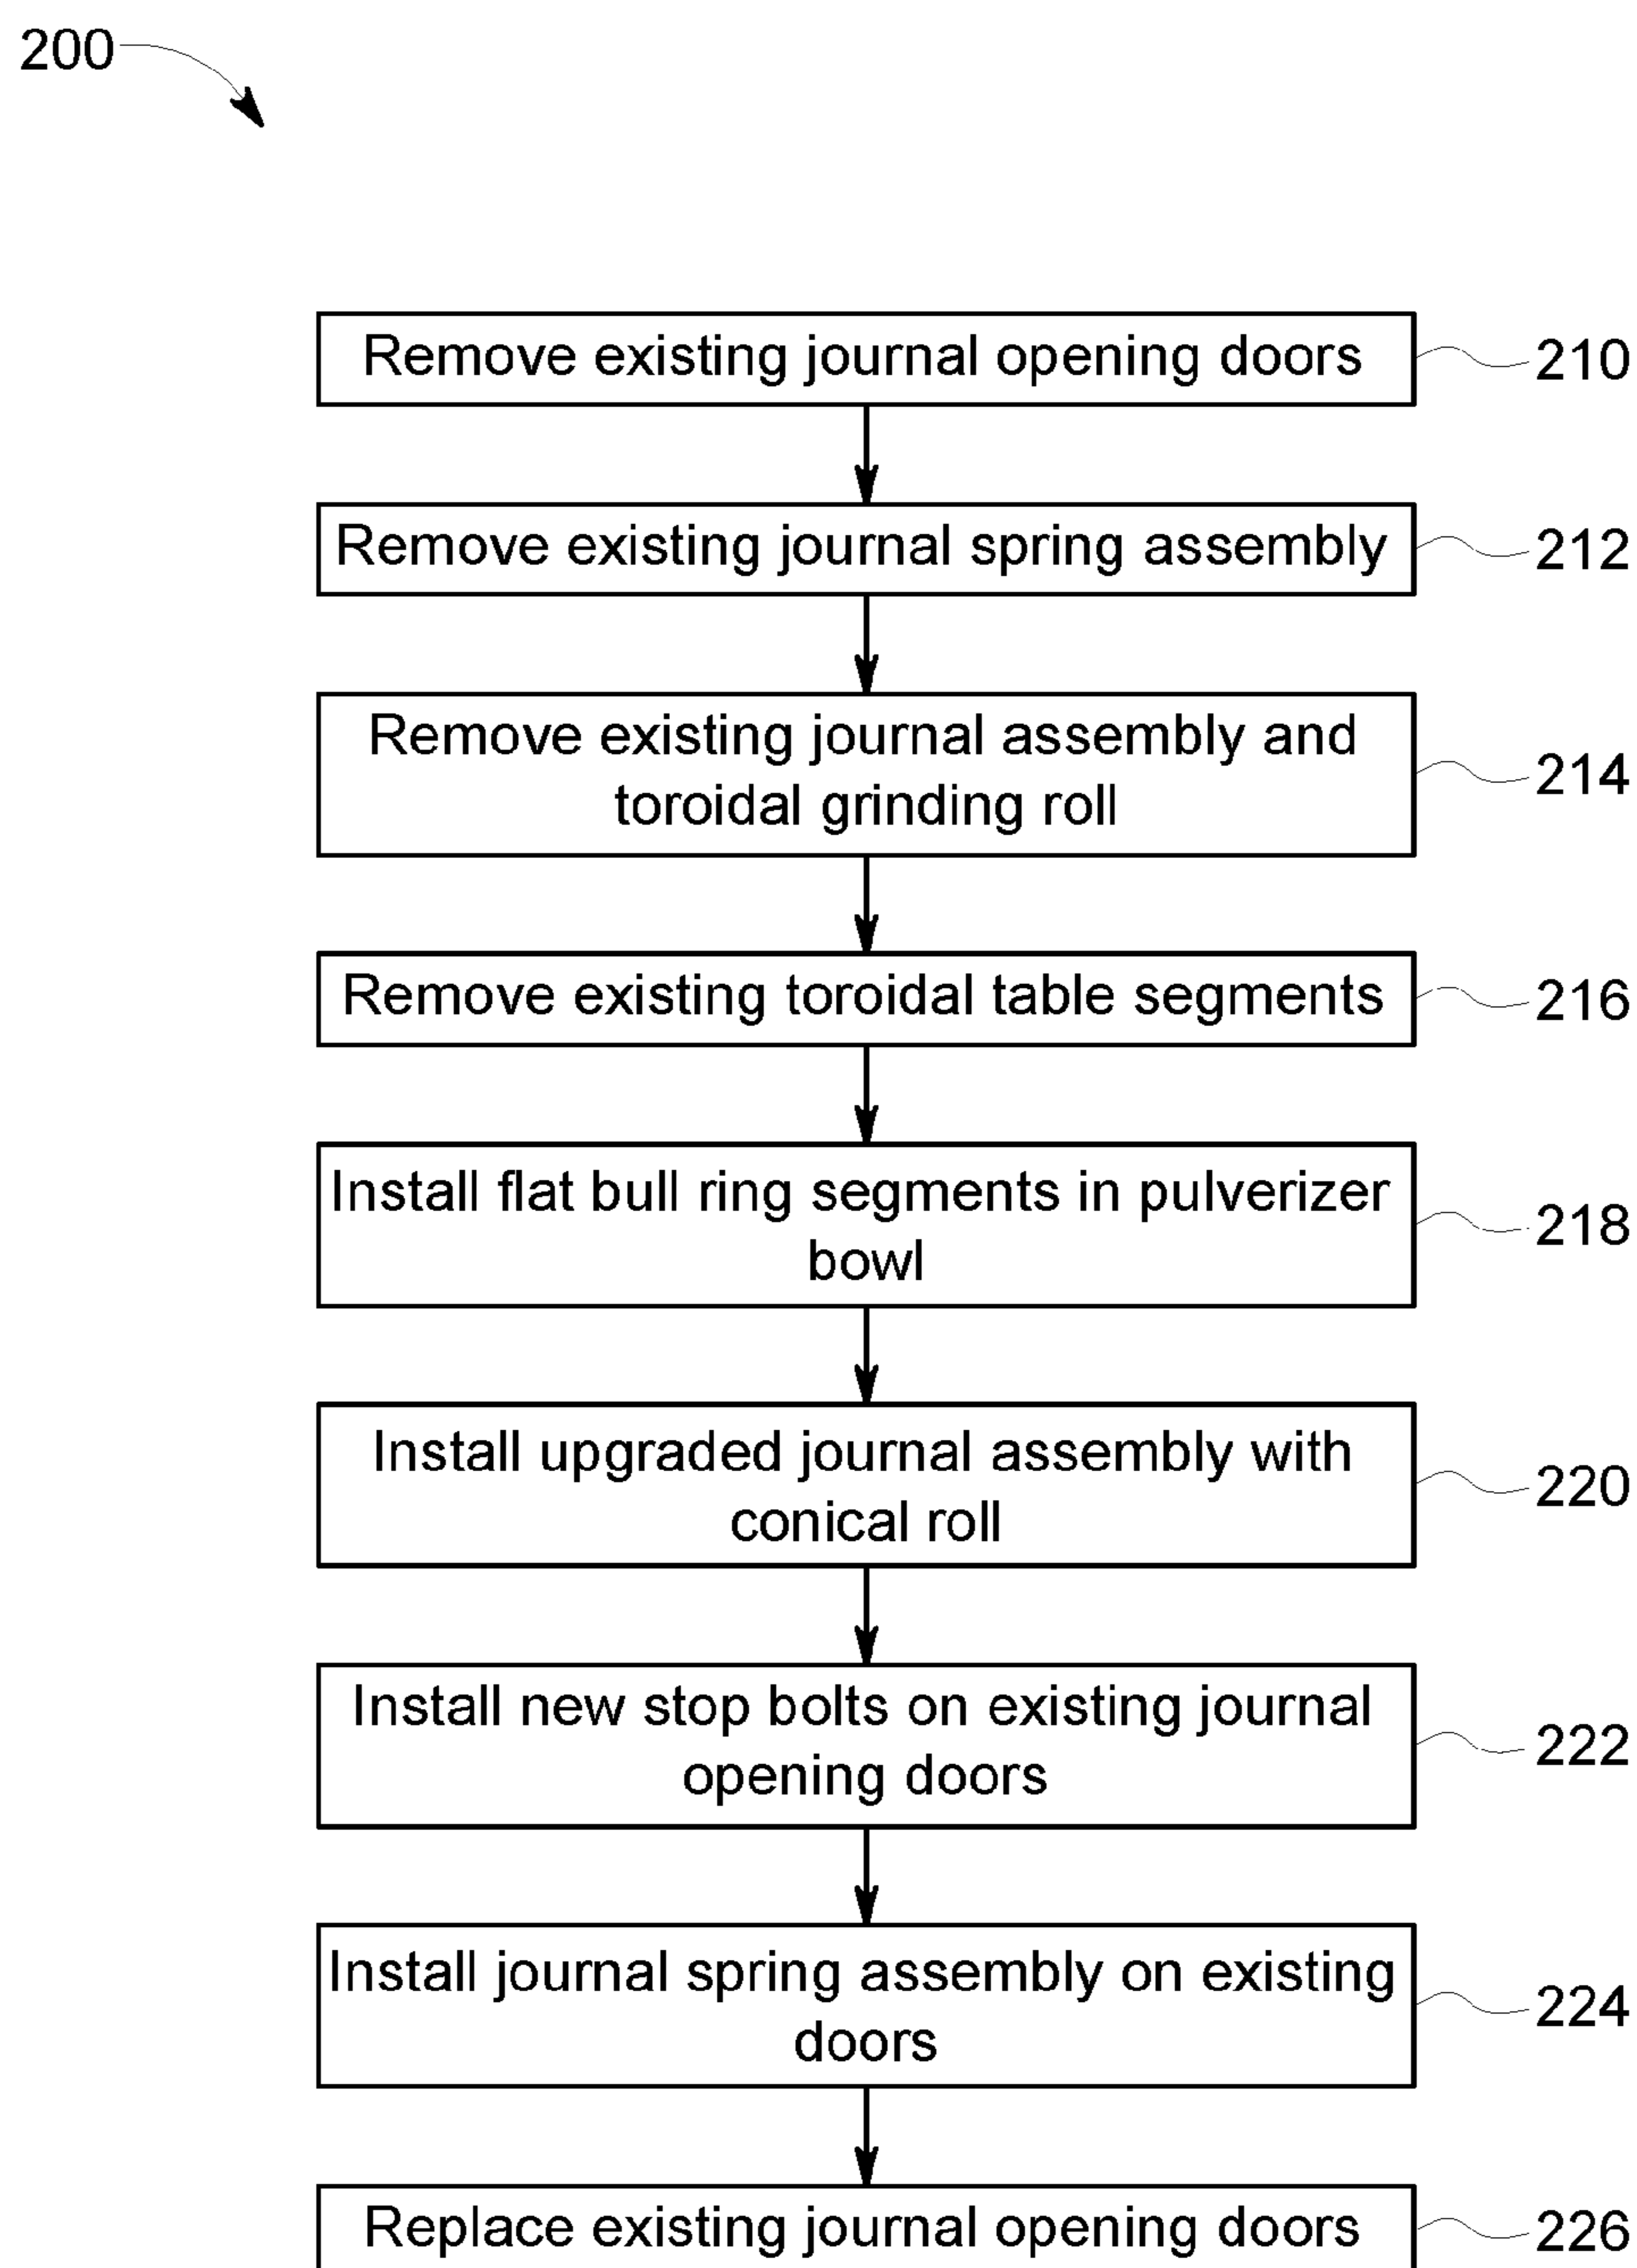 200
Remove existing journal opening doors 210
Remove existing journal spring assembly 212
Remove existing journal assembly and
toroidal grinding roll
214
Remove existing toroidal table segments 216
Install flat bull ring segments in pulverizer
bowl
218
Install upgraded journal assembly with
conical roll
220
Install new stop bolts on existing journal
opening doors
222
Install journal spring assembly on existing
doors
224
Replace existing journal opening doors 226